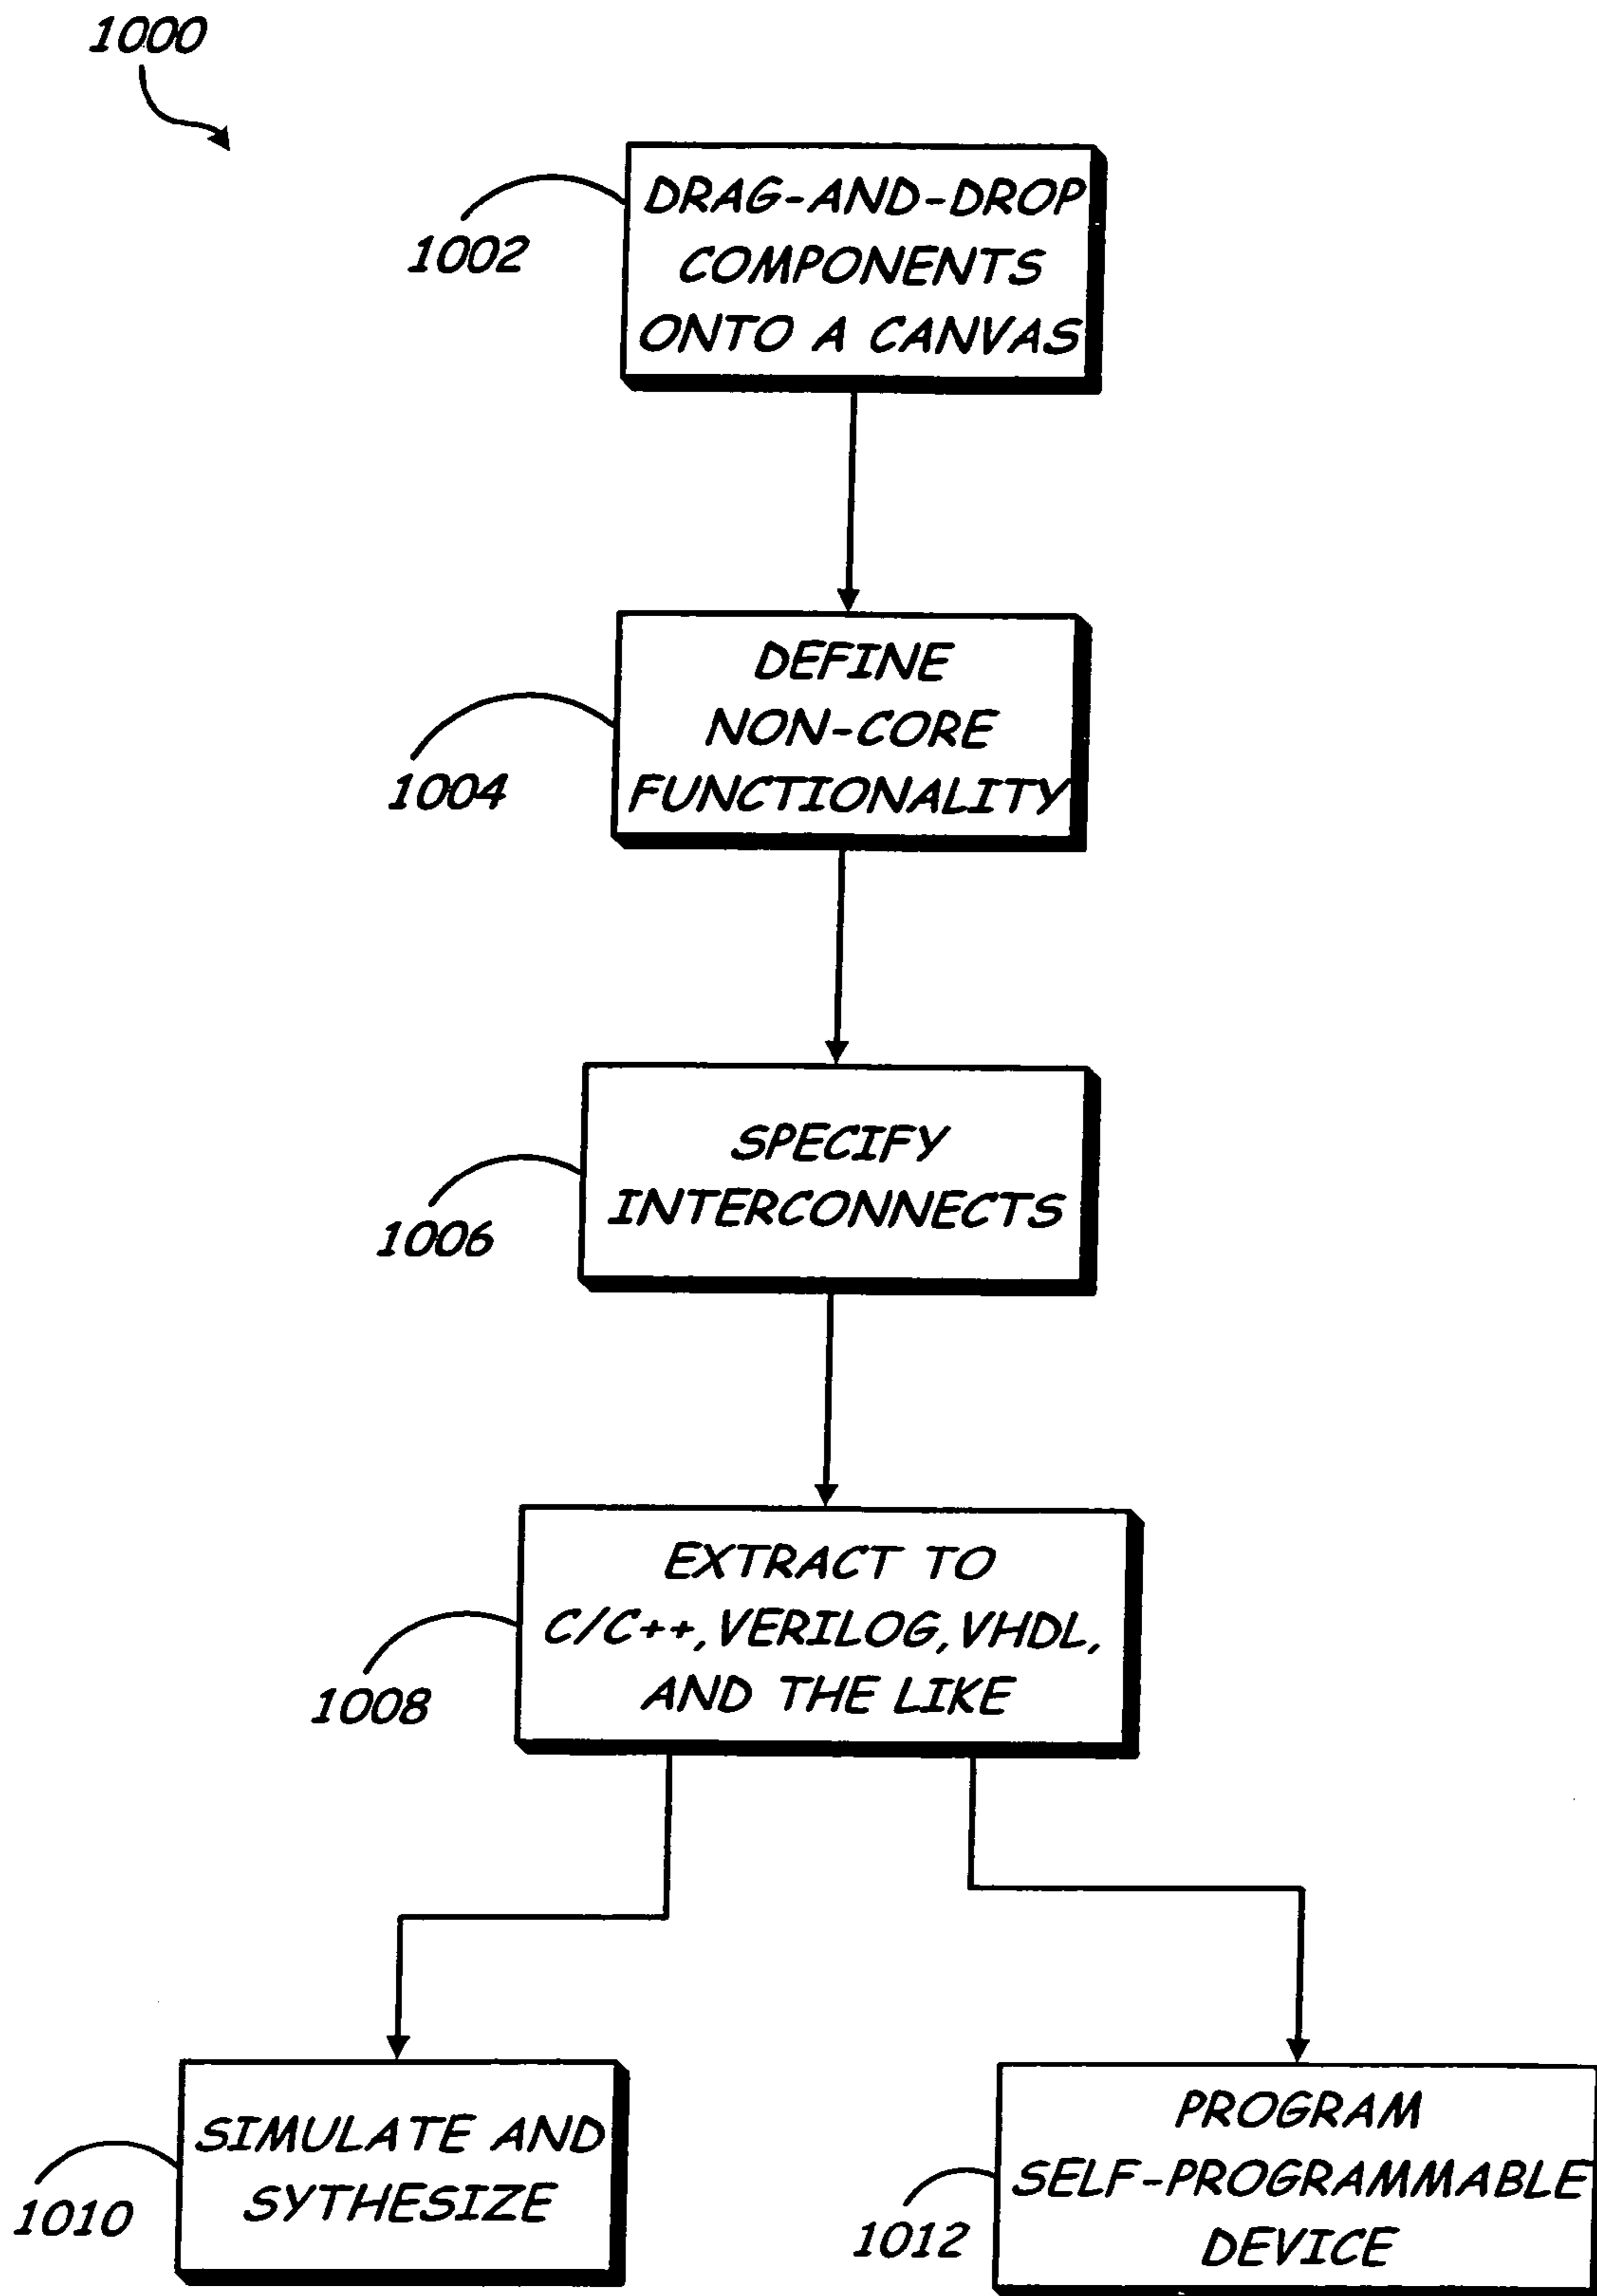 1000
DRAG-AND-DROP
COMPONENTS
ONTO A CANVAS
1002
DEFINE
NON-CORE
FUNCTIONALITY
1004
SPECIFY
INTERCONNECTS
1006
EXTRACT TO
C/C++, VERILOG, VHDL,
AND THE LIKE
1008
SIMULATE AND
SYTHESIZE
1010
PROGRAM
SELF-PROGRAMMABLE
DEVICE
1012